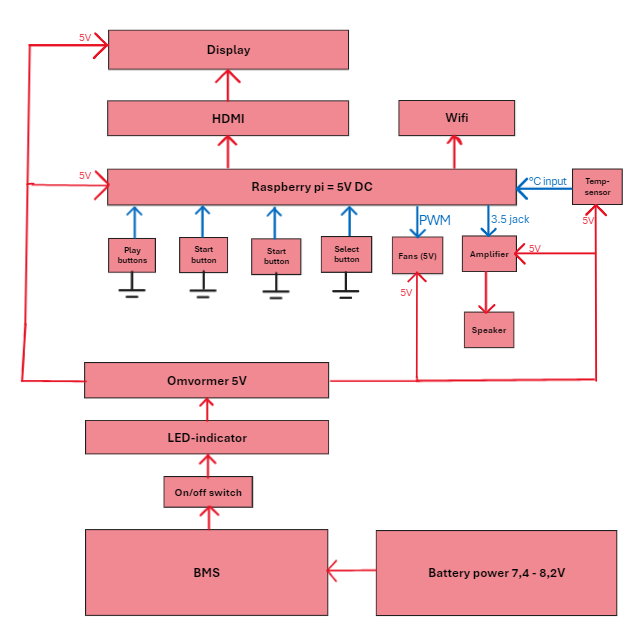 5V
Display
HDMI
Wifi
5V
Raspberry pi = 5V DC
°C input
Temp-
sensor
5V
PWM
3.5 jack
Play
buttons
Start
button
Start
button
Select
button
Fans (5V)
Amplifier
5V
5V
Speaker
Omvormer 5V
LED-indicator
On/off switch
BMS
Battery power 7,4 - 8,2V